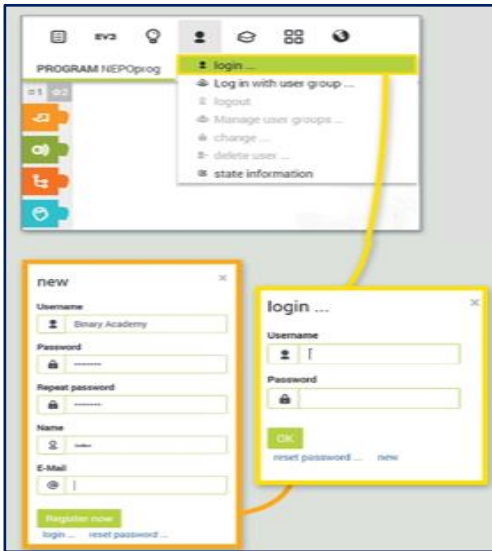 EV3
PROGRAM NEPOprog
login ...
Log in with user group ...
logout
Manage user groups ...
change ...
delete user ...
state information
1 2
new
×
Username
Binary Academy
Password
Repeat password
Name
E-Mail
@
Register now
login ... reset password ...
login ...
×
Username
Password
OK
reset password ... new